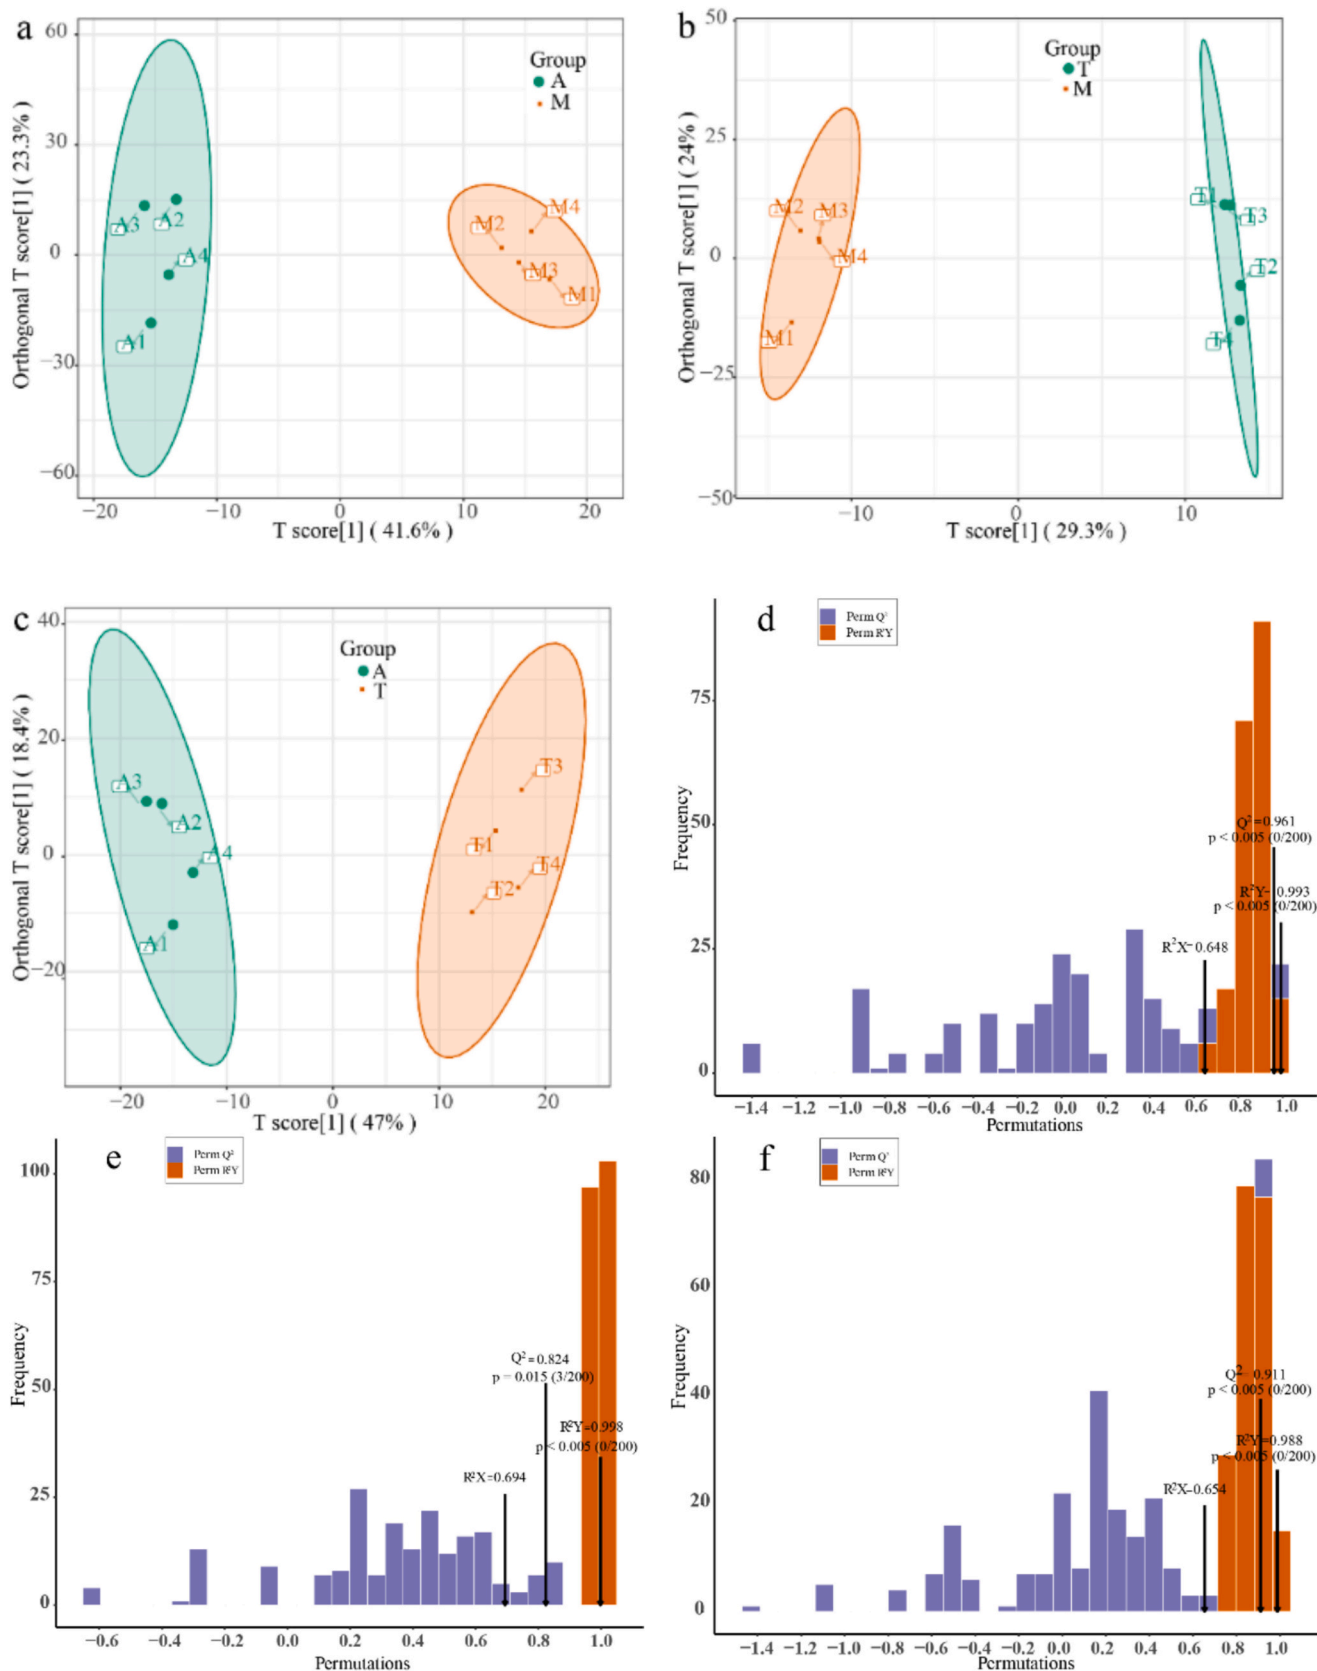 a
Orthogonal T score[1] ( 23.3%)
60
30
0
−30
−60
Group
A
M
A3
A2
A4
A1
M4
M2
M3
M1
−20
−10
0
10
20
T score[1] ( 41.6%)
b
Orthogonal T score[1] ( 24%)
50
25
0
−25
−50
Group
T
M
M2
M3
M4
M1
T1
T3
T2
T4
−10
0
10
T score[1] ( 29.3%)
c
Orthogonal T score[1] ( 18.4%)
40
20
0
−20
Group
A
T
A3
A2
A4
A1
T3
T1
T4
T2
−20
−10
0
10
20
T score[1] ( 47%)
d
Perm Q²
Perm R²Y
Frequency
75
50
25
0
Q²=0.961
p < 0.005 (0/200)
R²Y=0.993
p < 0.005 (0/200)
R²X=0.648
−1.4 −1.2 −1.0 −0.8 −0.6 −0.4 −0.2 0.0 0.2 0.4 0.6 0.8 1.0
Permutations
e
Perm Q²
Perm R²Y
Frequency
100
75
50
25
0
Q²=0.824
p = 0.015 (3/200)
R²Y=0.998
p < 0.005 (0/200)
R²X=0.694
−0.6 −0.4 −0.2 0.0 0.2 0.4 0.6 0.8 1.0
Permutations
f
Perm Q²
Perm R²Y
Frequency
80
60
40
20
0
Q²=0.911
p < 0.005 (0/200)
R²Y=0.988
p < 0.005 (0/200)
R²X=0.654
−1.4 −1.2 −1.0 −0.8 −0.6 −0.4 −0.2 0.0 0.2 0.4 0.6 0.8 1.0
Permutations